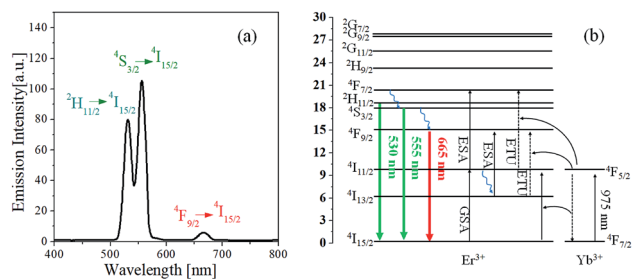 (a)
⁴S₃/₂ → ⁴I₁₅/₂
²H₁₁/₂ → ⁴I₁₅/₂
⁴F₉/₂ → ⁴I₁₅/₂
Emission Intensity[a.u.]
140
120
100
80
60
40
20
0
400 500 600 700 800
Wavelength [nm]
(b)
30
27
24
21
18
15
12
9
6
3
0
²G₇/₂
²G₉/₂
²G₁₁/₂
²H₉/₂
⁴F₇/₂
²H₁₁/₂
⁴S₃/₂
⁴F₉/₂
⁴I₁₁/₂
⁴I₁₃/₂
⁴I₁₅/₂
530 nm
555 nm
665 nm
ESA
GSA
ESA
ETU
ETU
975 nm
⁴F₅/₂
⁴F₇/₂
Er³⁺ Yb³⁺